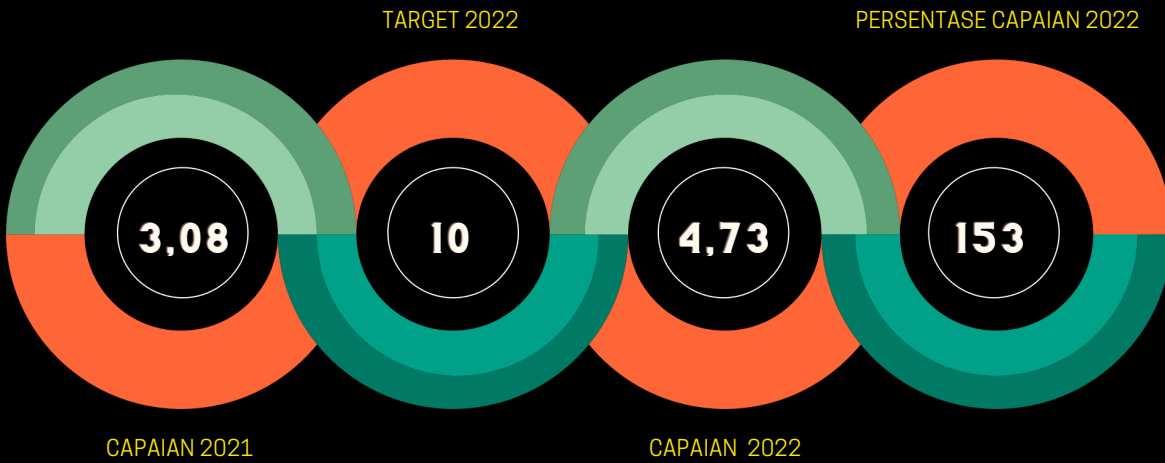 TARGET 2022
PERSENTASE CAPAIAN 2022
3,08
10
4,73
153
CAPAIAN 2021
CAPAIAN 2022